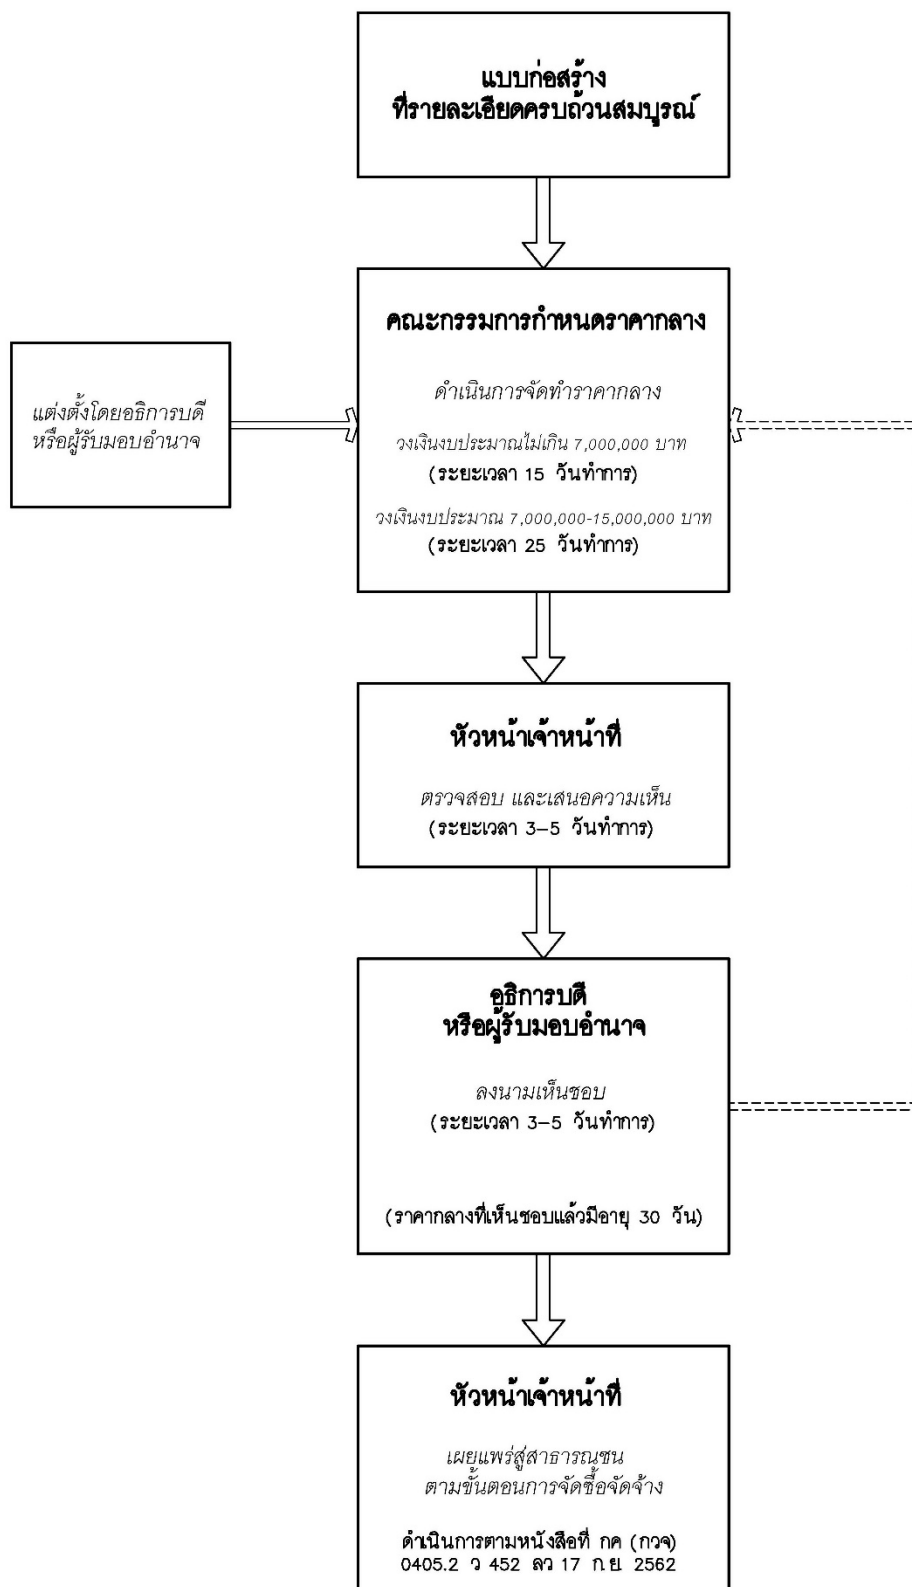 แบบก่อสร้าง
ที่รายละเอียดครบถ้วนสมบูรณ์
คณะกรรมการกำหนดราคากลาง
ดำเนินการจัดทำราคากลาง
วงเงินงบประมาณไม่เกิน 7,000,000 บาท
(ระยะเวลา 15 วันทำการ)
วงเงินงบประมาณ 7,000,000-15,000,000 บาท
(ระยะเวลา 25 วันทำการ)
แต่งตั้งโดยอธิการบดี
หรือผู้รับมอบอำนาจ
หัวหน้าเจ้าหน้าที่
ตรวจสอบ และเสนอความเห็น
(ระยะเวลา 3-5 วันทำการ)
อธิการบดี
หรือผู้รับมอบอำนาจ
ลงนามเห็นชอบ
(ระยะเวลา 3-5 วันทำการ)
(ราคากลางที่เห็นชอบแล้วมีอายุ 30 วัน)
หัวหน้าเจ้าหน้าที่
เผยแพร่สู่สาธารณชน
ตามขั้นตอนการจัดซื้อจัดจ้าง
ดำเนินการตามหนังสือที่ กค (กวจ)
0405.2 ว 452 ลว 17 ก.ย. 2562